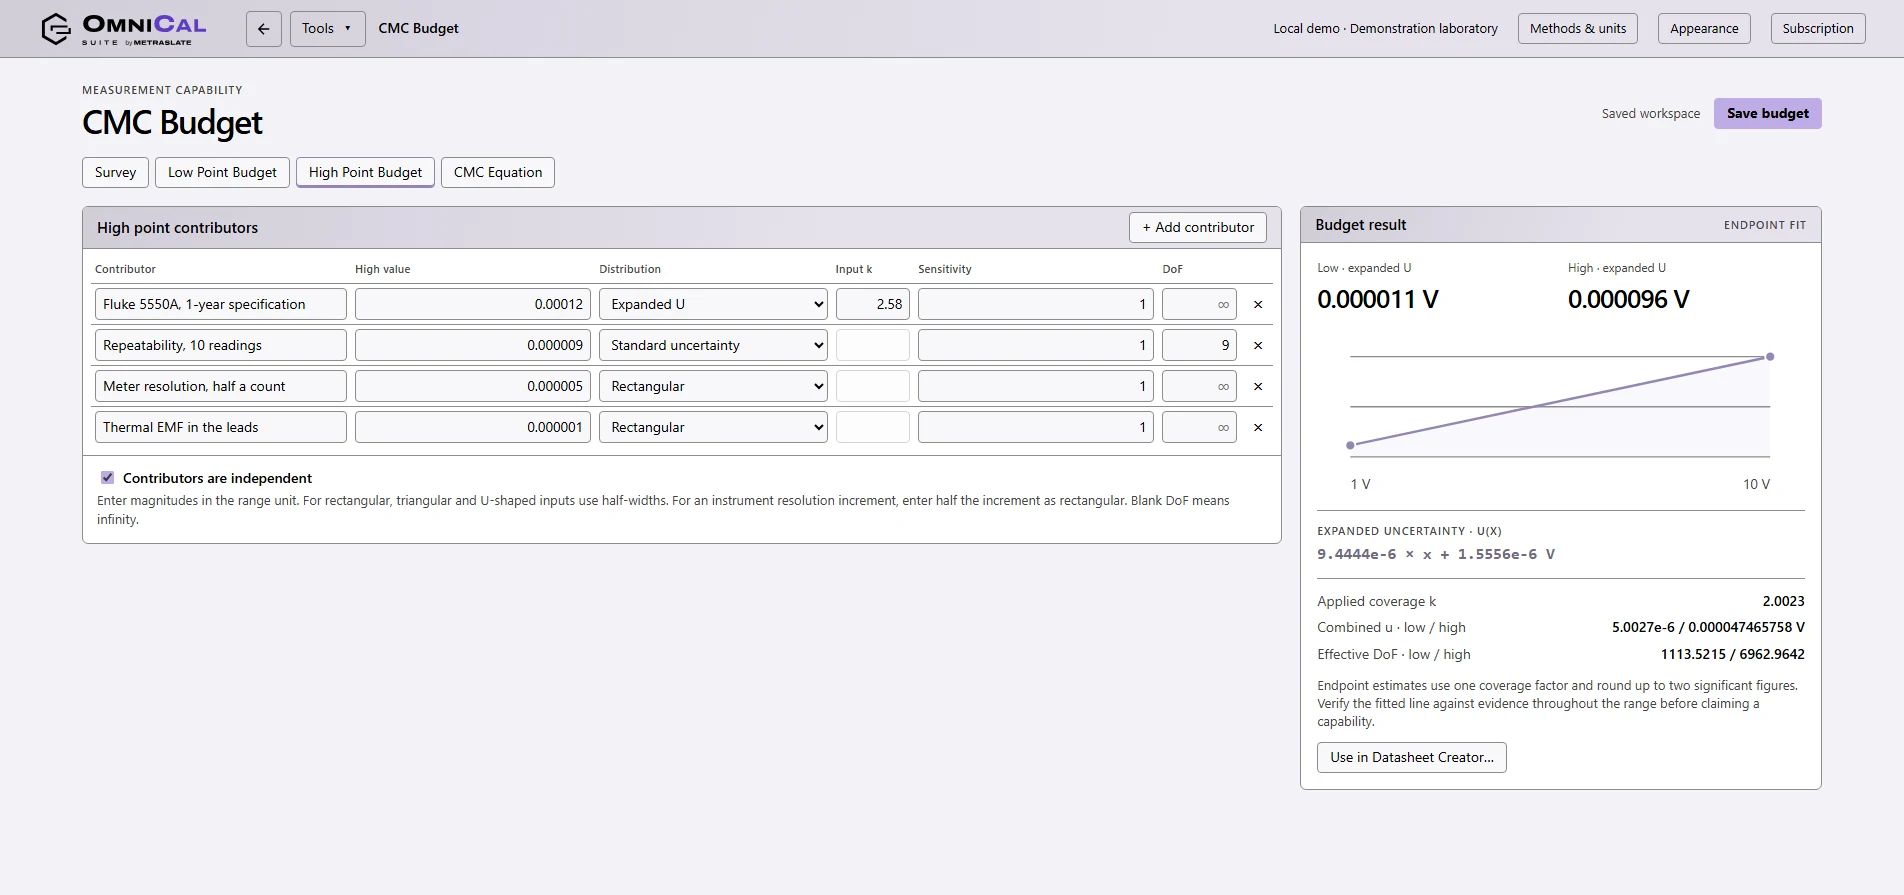 OMNICAL
SUITE by METRASLATE
← Tools ▾ CMC Budget
Local demo · Demonstration laboratory Methods & units Appearance Subscription
MEASUREMENT CAPABILITY
CMC Budget
Saved workspace Save budget
Survey Low Point Budget High Point Budget CMC Equation
High point contributors + Add contributor
Contributor High value Distribution Input k Sensitivity DoF
Fluke 5550A, 1-year specification 0.00012 Expanded U 2.58 1 ∞ ×
Repeatability, 10 readings 0.000009 Standard uncertainty 1 9 ×
Meter resolution, half a count 0.000005 Rectangular 1 ∞ ×
Thermal EMF in the leads 0.000001 Rectangular 1 ∞ ×
Contributors are independent
Enter magnitudes in the range unit. For rectangular, triangular and U-shaped inputs use half-widths. For an instrument resolution increment, enter half the increment as rectangular. Blank DoF means
infinity.
Budget result ENDPOINT FIT
Low · expanded U High · expanded U
0.000011 V 0.000096 V
1 V 10 V
EXPANDED UNCERTAINTY · U(X)
9.4444e-6 × x + 1.5556e-6 V
Applied coverage k 2.0023
Combined u · low / high 5.0027e-6 / 0.000047465758 V
Effective DoF · low / high 1113.5215 / 6962.9642
Endpoint estimates use one coverage factor and round up to two significant figures.
Verify the fitted line against evidence throughout the range before claiming a
capability.
Use in Datasheet Creator...